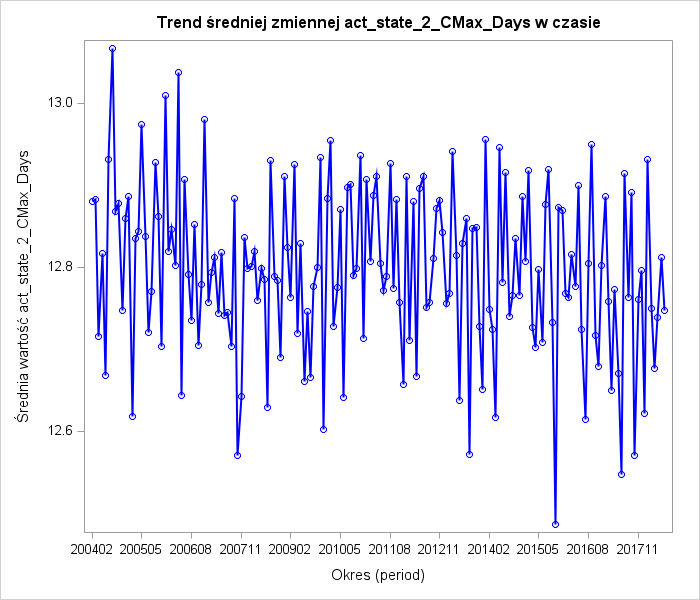 Trend średniej zmiennej act_state_2_CMax_Days w czasie
Średnia wartość act_state_2_CMax_Days
13.0
12.8
12.6
200402 200505 200608 200711 200902 201005 201108 201211 201402 201505 201608 201711
Okres (period)